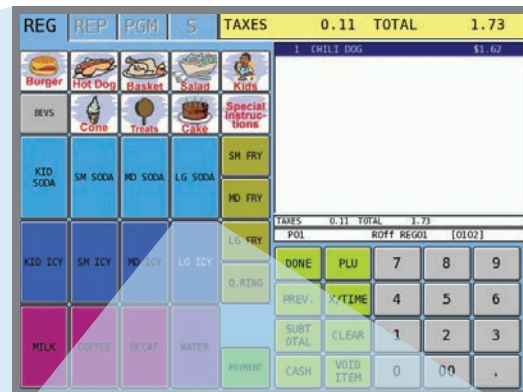 REG REP PGM S TAXES 0.11 TOTAL 1.73
1 CHILI DOG $1.62
Burger Hot Dog Basket Salad Kids
BEVS Cone Treats Cake Special Instruc- tions
KID SODA SM SODA MD SODA LG SODA SM FRY
MD FRY
TAXES 0.11 TOTAL 1.73
P01 ROff REG01 [0102]
KID ICY SM ICY MD ICY LG ICY LG FRY
O.RING
DONE PLU 7 8 9
PREV. X/TIME 4 5 6
MILK COFFEE DECAF WATER PAYMENT
SUBT OTAL CLEAR 1 2 3
CASH VOID ITEM 0 00 .